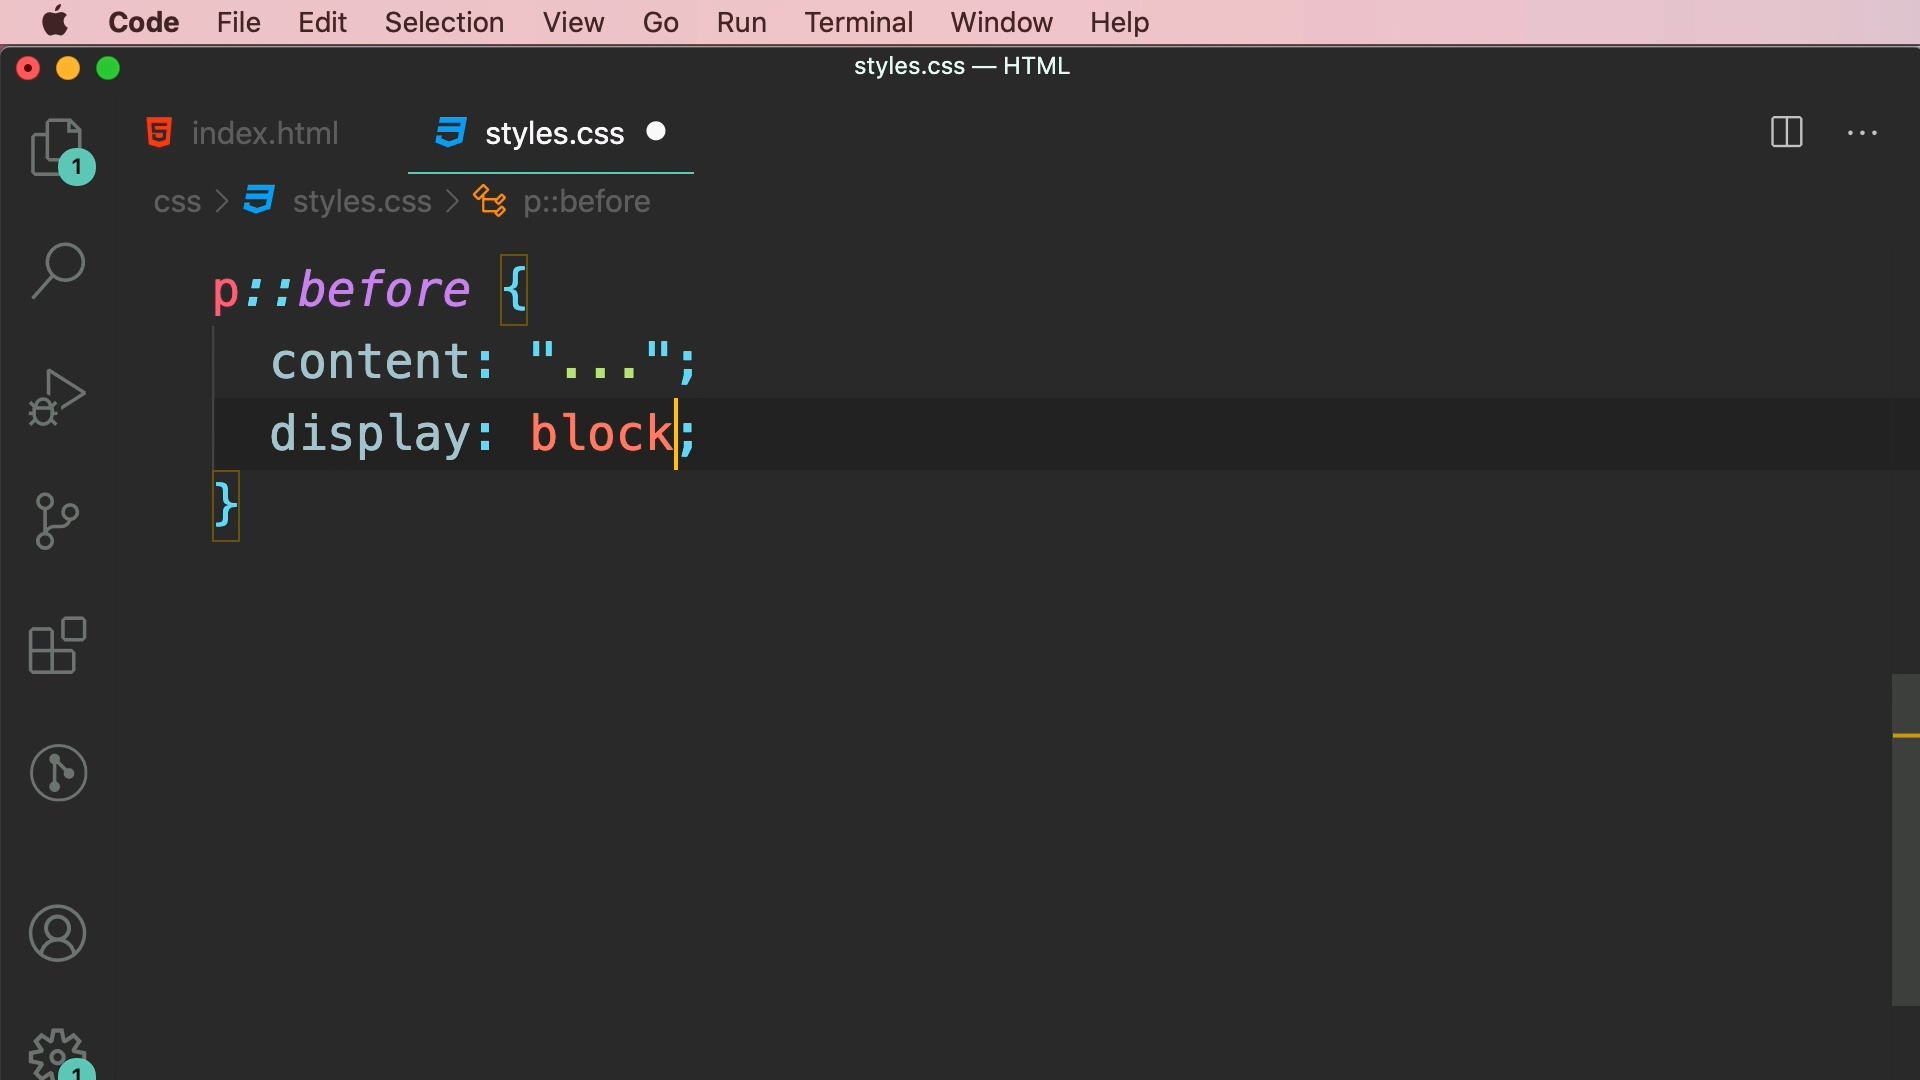 Code File Edit Selection View Go Run Terminal Window Help
styles.css — HTML
index.html styles.css
1
css > styles.css > p::before
p::before {
content: "...";
display: block;
}
1